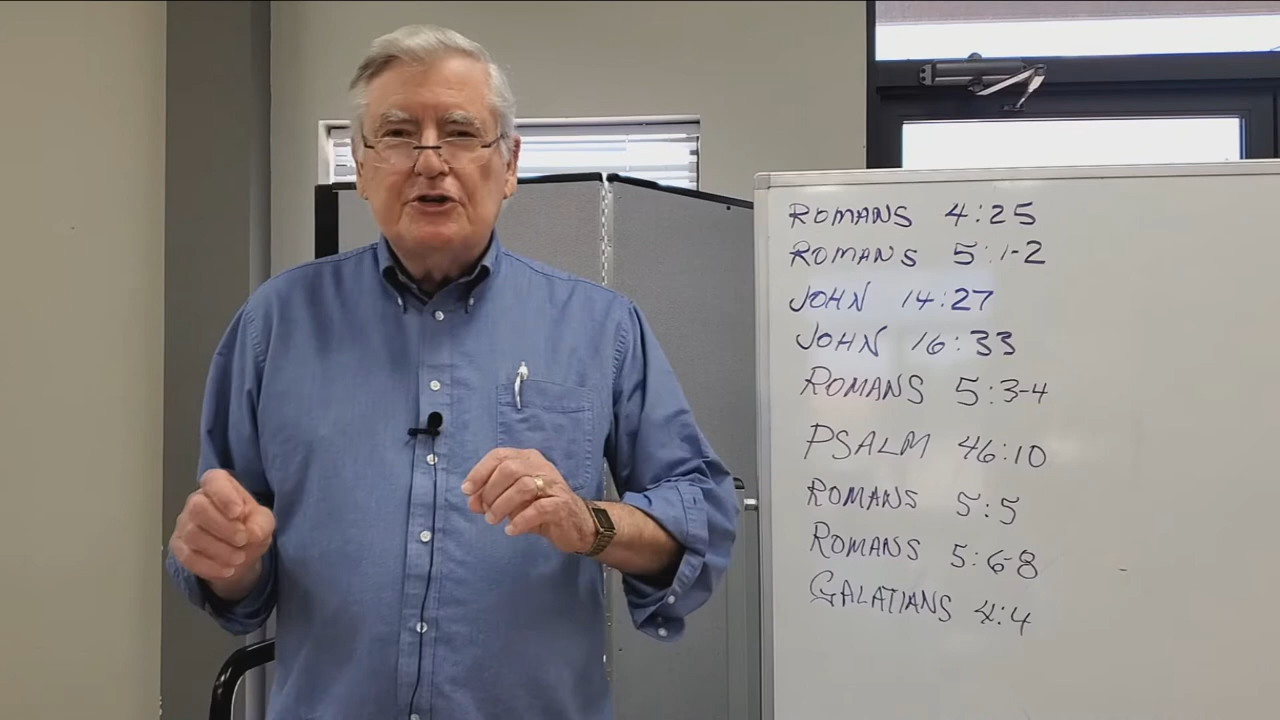 ROMANS 4:25
ROMANS 5:1-2
JOHN 14:27
JOHN 16:33
ROMANS 5:3-4
PSALM 46:10
ROMANS 5:5
ROMANS 5:6-8
GALATIANS 4:4